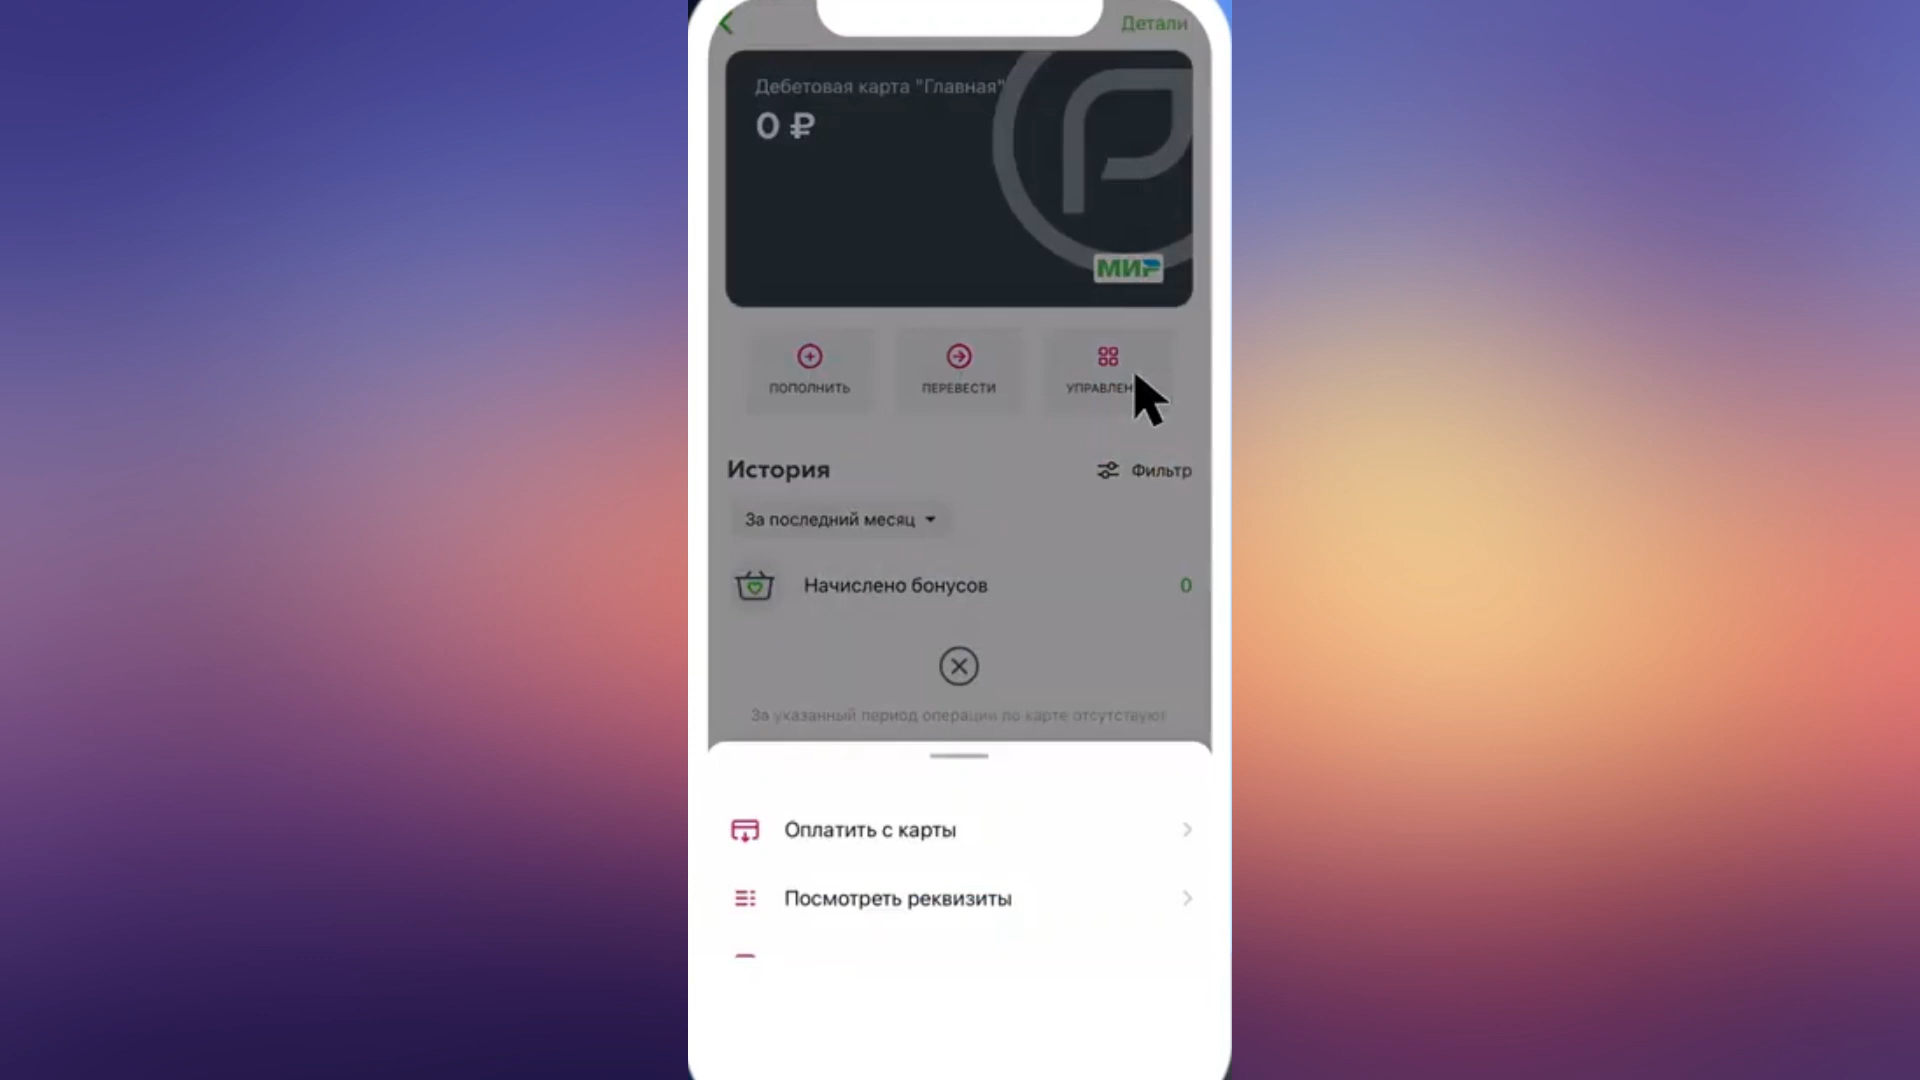 Детали
Дебетовая карта "Главная"
0 ₽
МИР
ПОПОЛНИТЬ
ПЕРЕВЕСТИ
УПРАВЛЕН
История
Фильтр
За последний месяц
Начислено бонусов
0
За указанный период операции по карте отсутствуют
Оплатить с карты
Посмотреть реквизиты